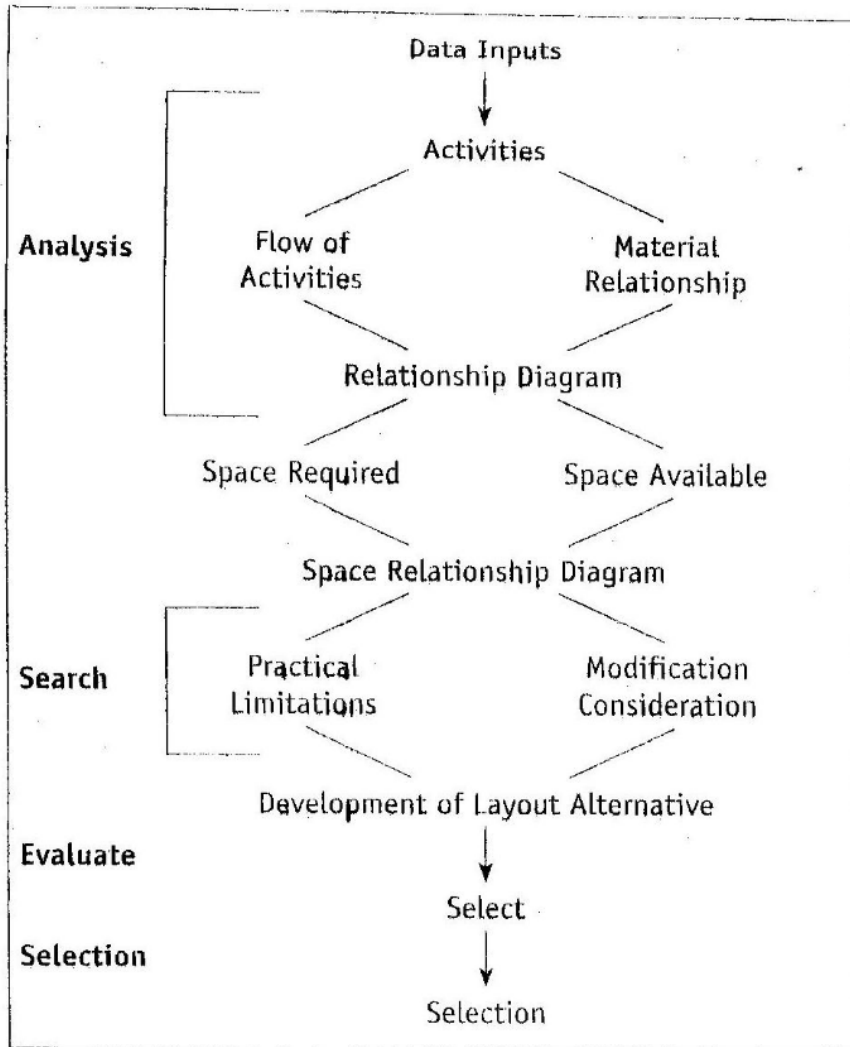 Data Inputs
Activities
Analysis
Flow of
Activities
Material
Relationship
Relationship Diagram
Space Required
Space Available
Space Relationship Diagram
Search
Practical
Limitations
Modification
Consideration
Development of Layout Alternative
Evaluate
Select
Selection
Selection